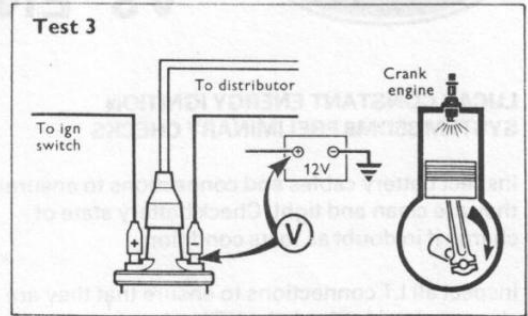 Test 3
To distributor
Crank
engine
To ign
switch
12V
V
LUCAS CONSTANT ENERGY IGNITION
SYSTEM PRELIMINARY CHECKS
Inspect battery cables and connections to ensure
they are clean and tight. Check battery state of
charge if in doubt as to its condition.
Inspect all LT connections to ensure that they are